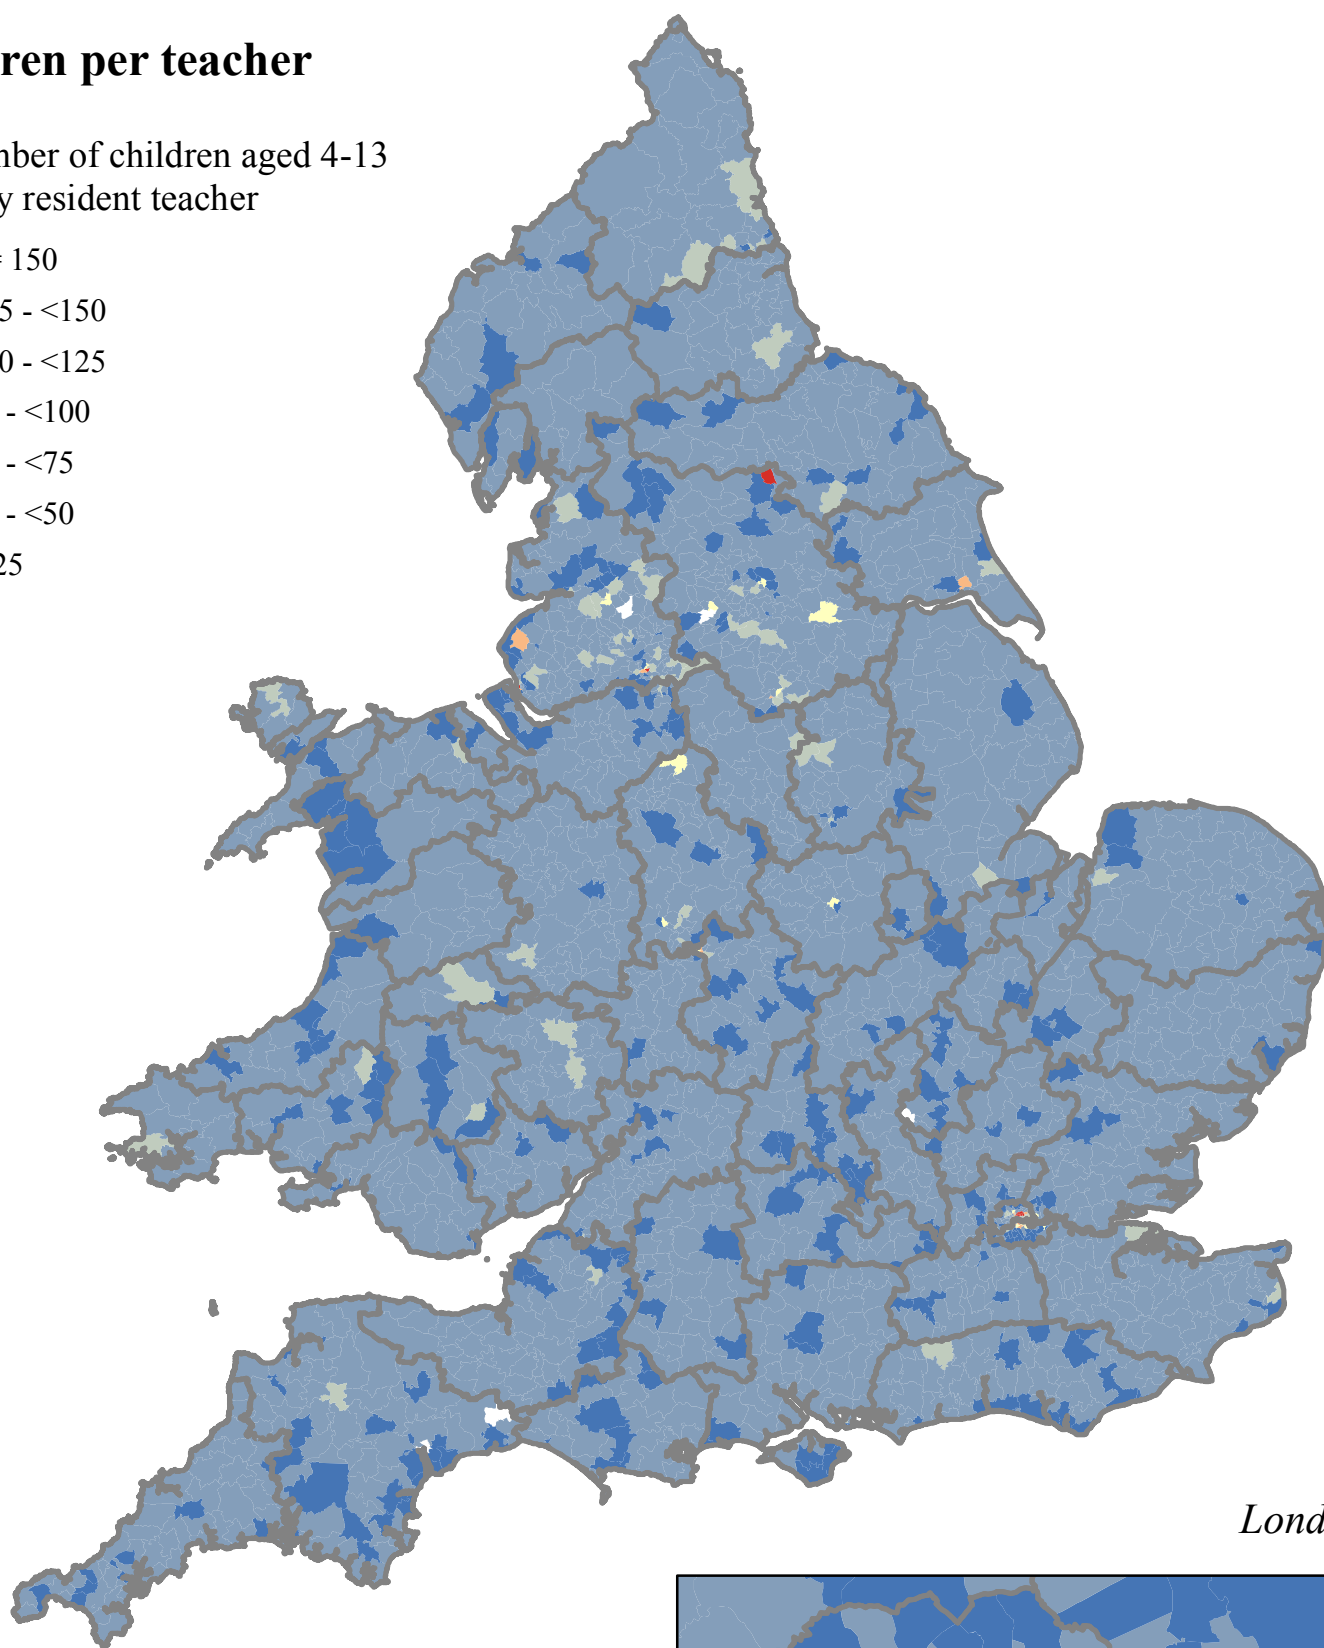 ren per teacher
nber of children aged 4-13
y resident teacher
= 150
5 - <150
0 - <125
- <100
- <75
- <50
25
Lond